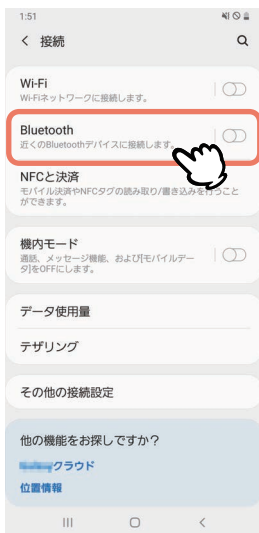 1:51
接続
Wi-Fi
Wi-Fiネットワークに接続します。
Bluetooth
近くのBluetoothデバイスに接続します。
NFCと決済
モバイル決済やNFCタグの読み取り/書き込みを行うこと
ができます。
機内モード
通話、メッセージ機能、および[モバイルデー
タ]をOFFにします。
データ使用量
テザリング
その他の接続設定
他の機能をお探しですか？
クラウド
位置情報